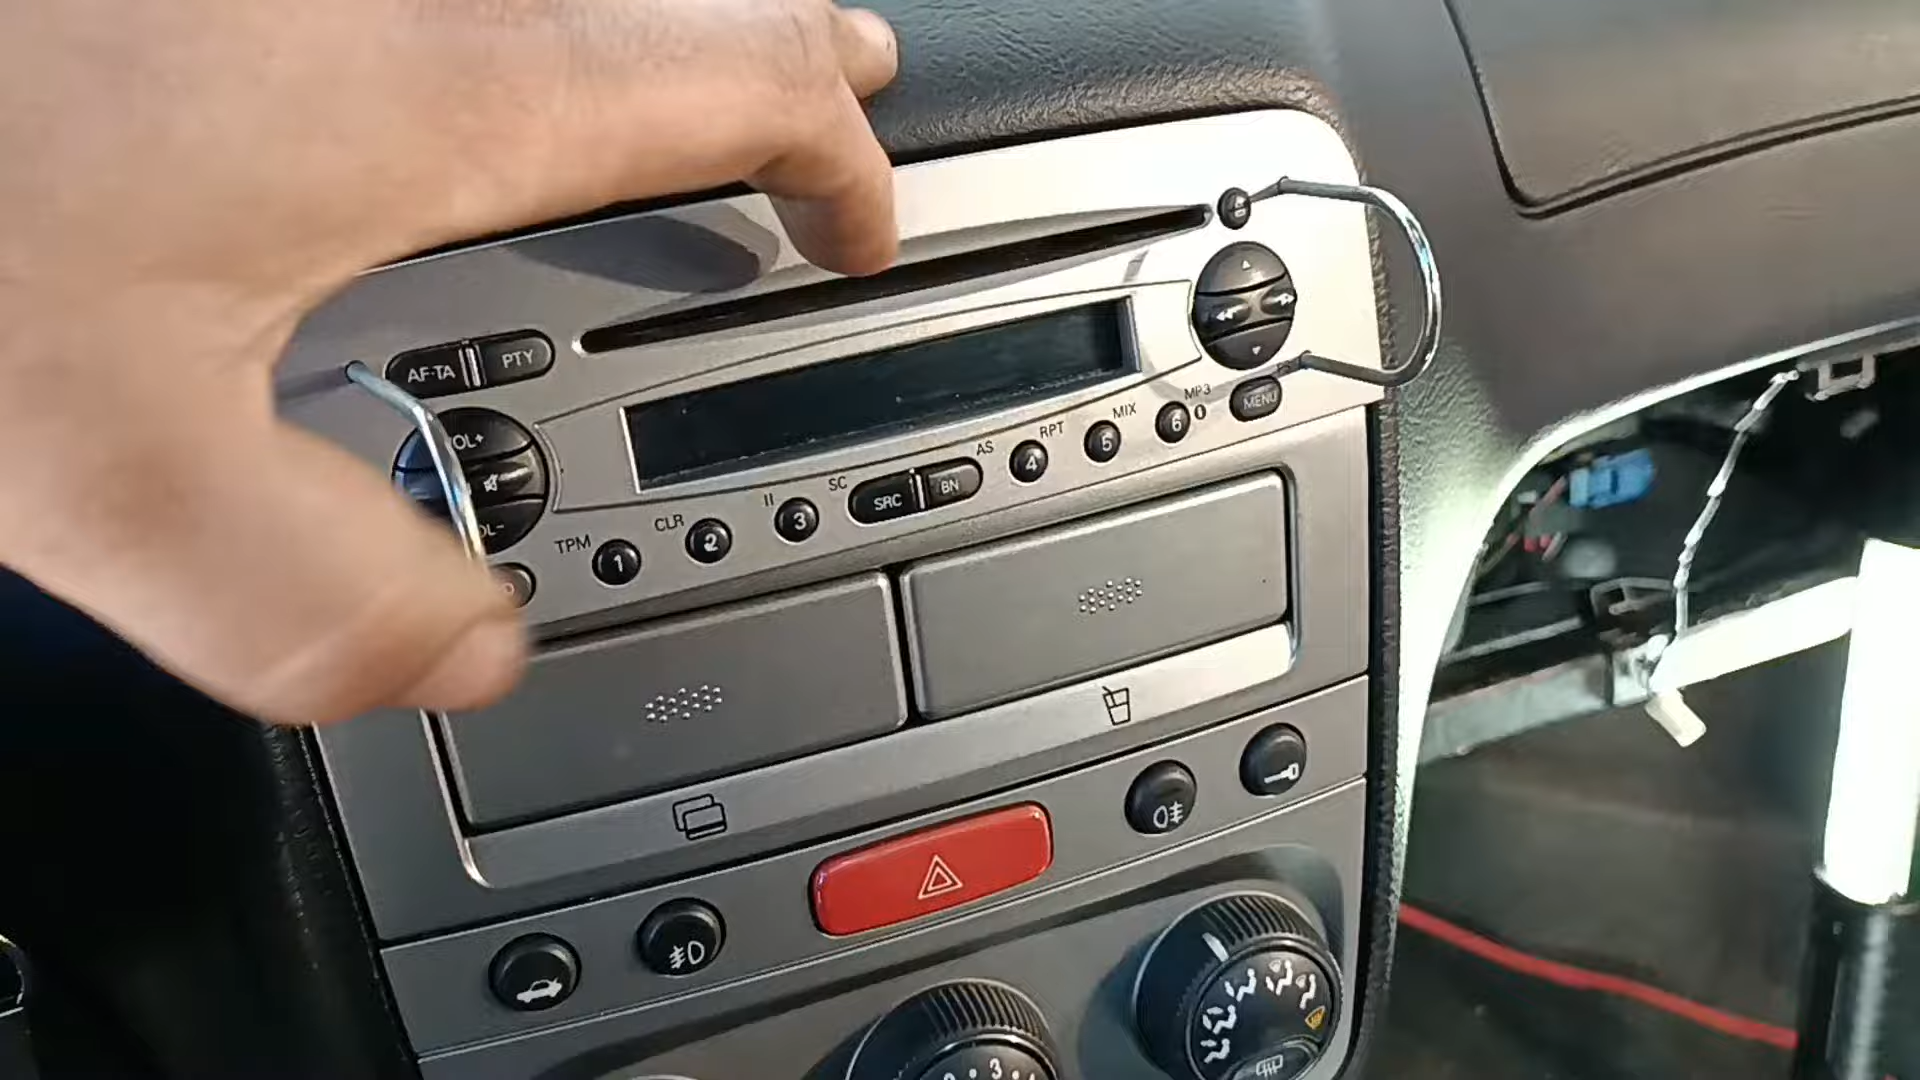 AF-TA PTY
VOL+
VOL-
TPM 1
CLR 2
II 3
SC SRC BN AS
4 RPT
5 MIX
6 MP3
MENU
3